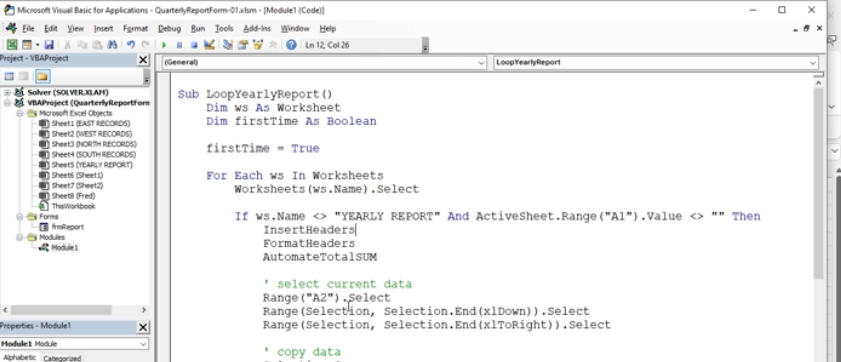 Microsoft Visual Basic for Applications - QuarterlyReportForm-01.xlsm - [Module1 (Code)]
File Edit View Insert Format Debug Run Tools Add-Ins Window Help
Ln 12, Col 26
Project - VBAProject
(General)
LoopYearlyReport
Solver (SOLVER.XLAM)
VBAProject (QuarterlyReportForm
Microsoft Excel Objects
Sheet1 (EAST RECORDS)
Sheet2 (WEST RECORDS)
Sheet3 (NORTH RECORDS)
Sheet4 (SOUTH RECORDS)
Sheet5 (YEARLY REPORT)
Sheet6 (Sheet1)
Sheet7 (Sheet2)
Sheet8 (Fred)
ThisWorkbook
Forms
frmReport
Modules
Module1
Properties - Module1
Module1 Module
Alphabetic Categorized
Sub LoopYearlyReport()
Dim ws As Worksheet
Dim firstTime As Boolean
firstTime = True
For Each ws In Worksheets
Worksheets(ws.Name).Select
If ws.Name <> "YEARLY REPORT" And ActiveSheet.Range("A1").Value <> "" Then
InsertHeaders
FormatHeaders
AutomateTotalSUM
' select current data
Range("A2").Select
Range(Selection, Selection.End(xlDown)).Select
Range(Selection, Selection.End(xlToRight)).Select
' copy data